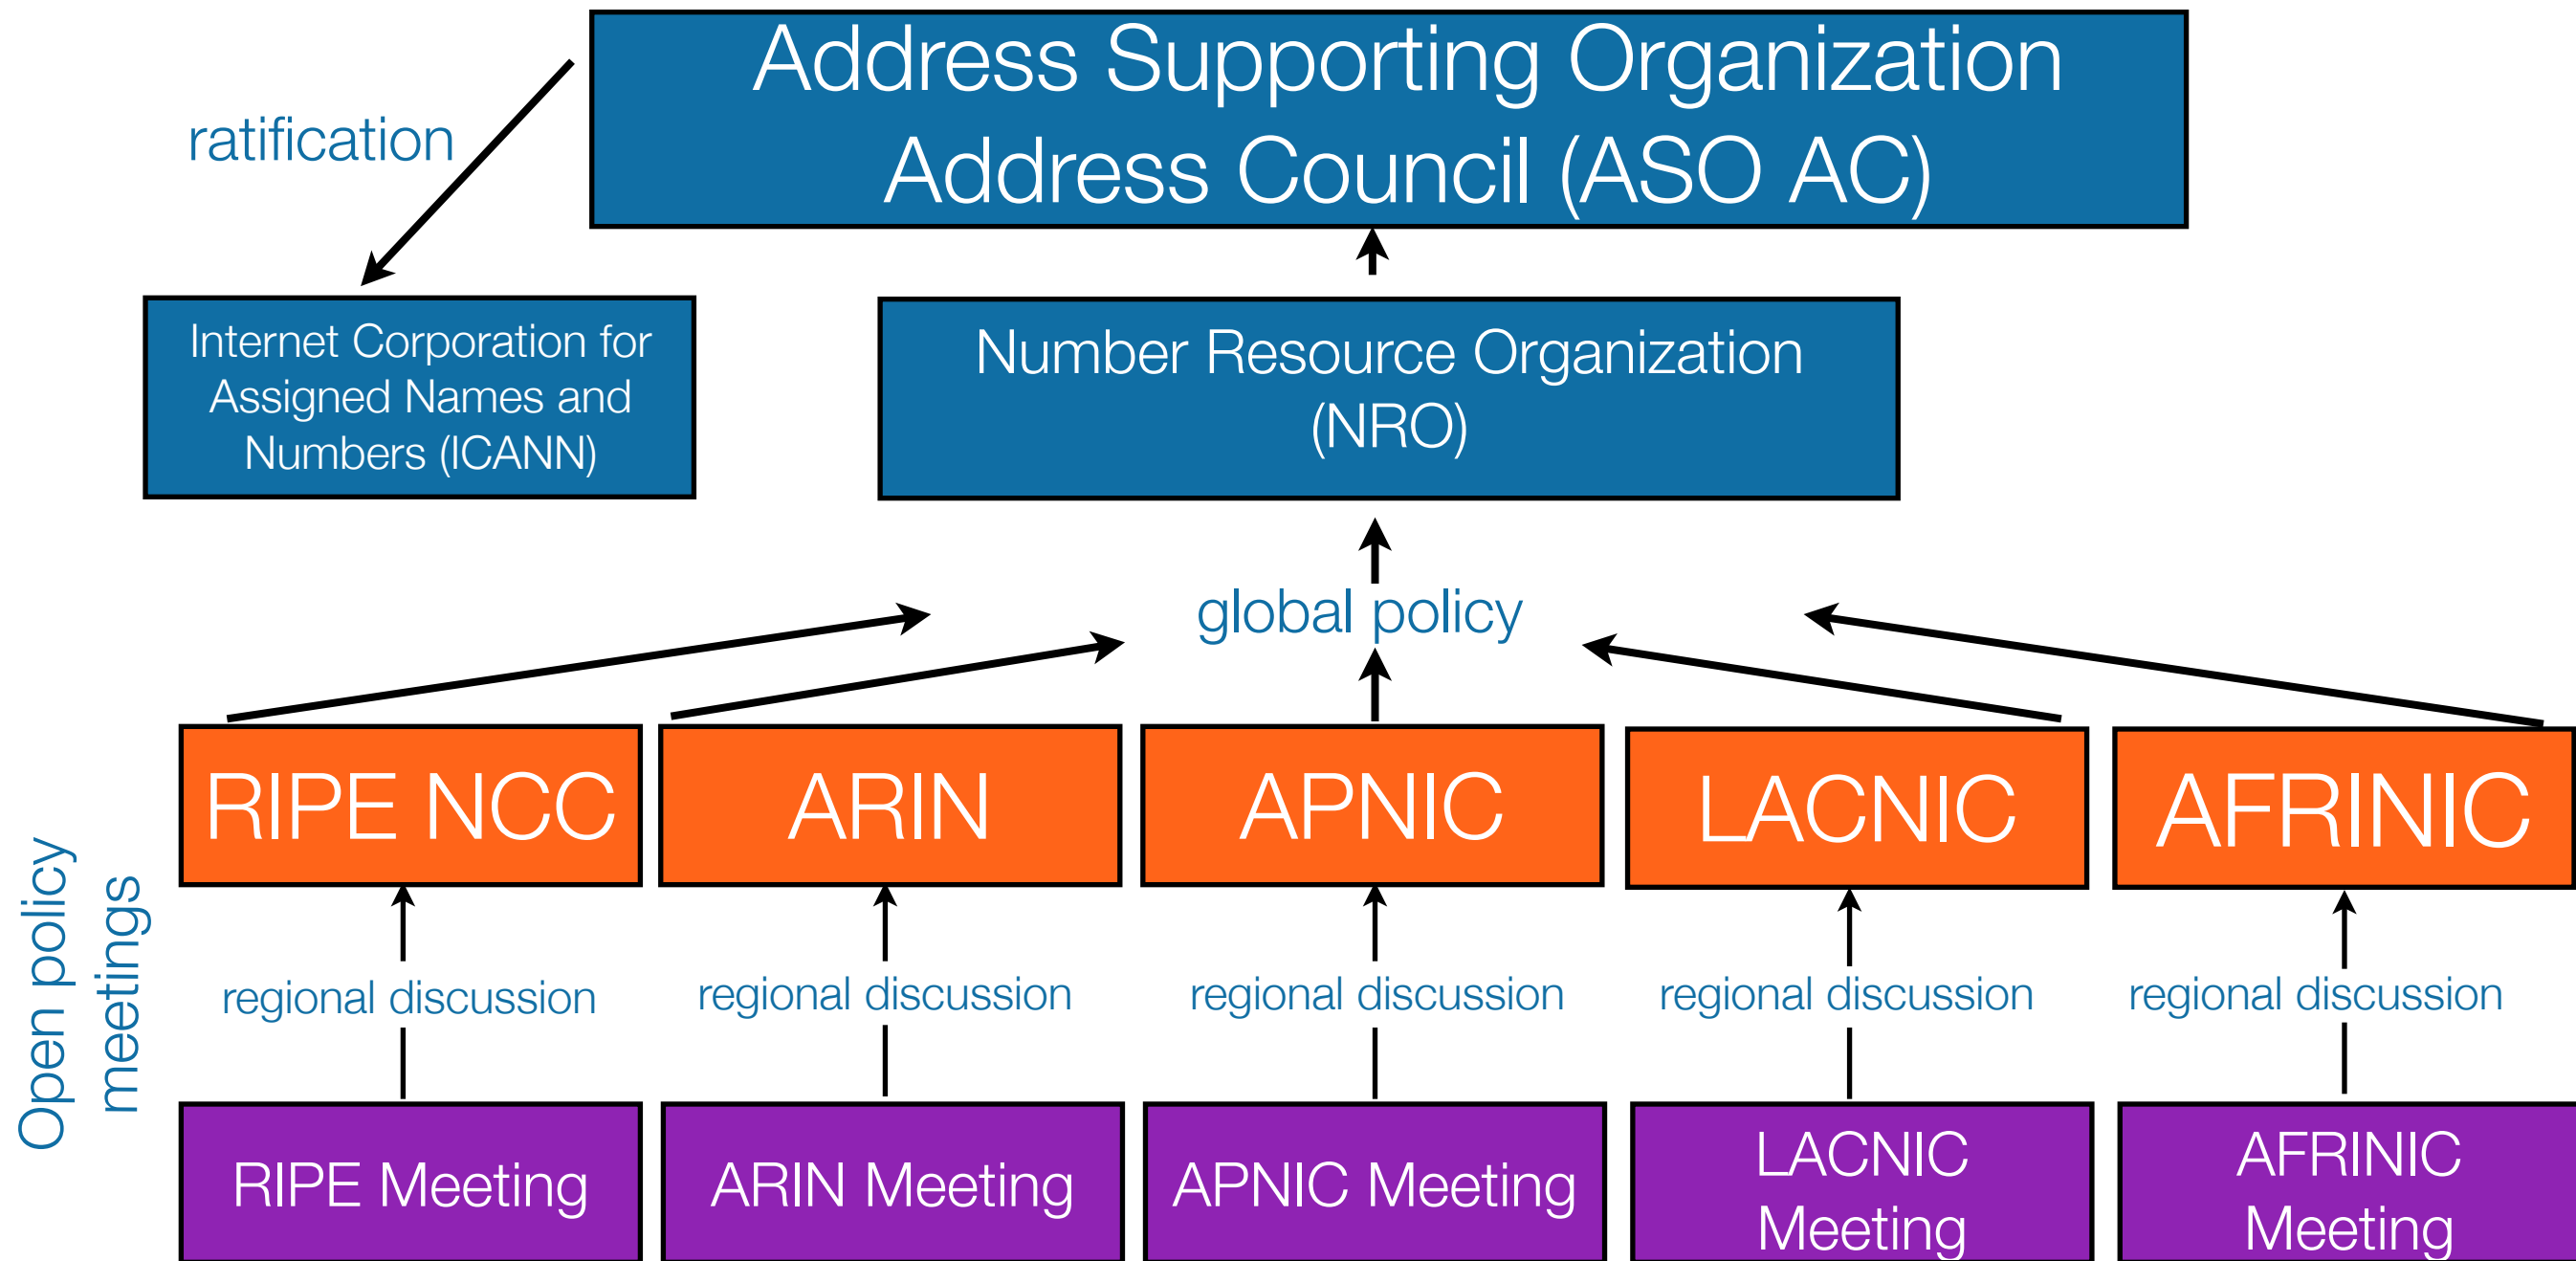 Address Supporting Organization
Address Council (ASO AC)
ratification
Internet Corporation for
Assigned Names and
Numbers (ICANN)
Number Resource Organization
(NRO)
global policy
RIPE NCC
ARIN
APNIC
LACNIC
AFRINIC
Open policy
meetings
regional discussion
regional discussion
regional discussion
regional discussion
regional discussion
RIPE Meeting
ARIN Meeting
APNIC Meeting
LACNIC
Meeting
AFRINIC
Meeting